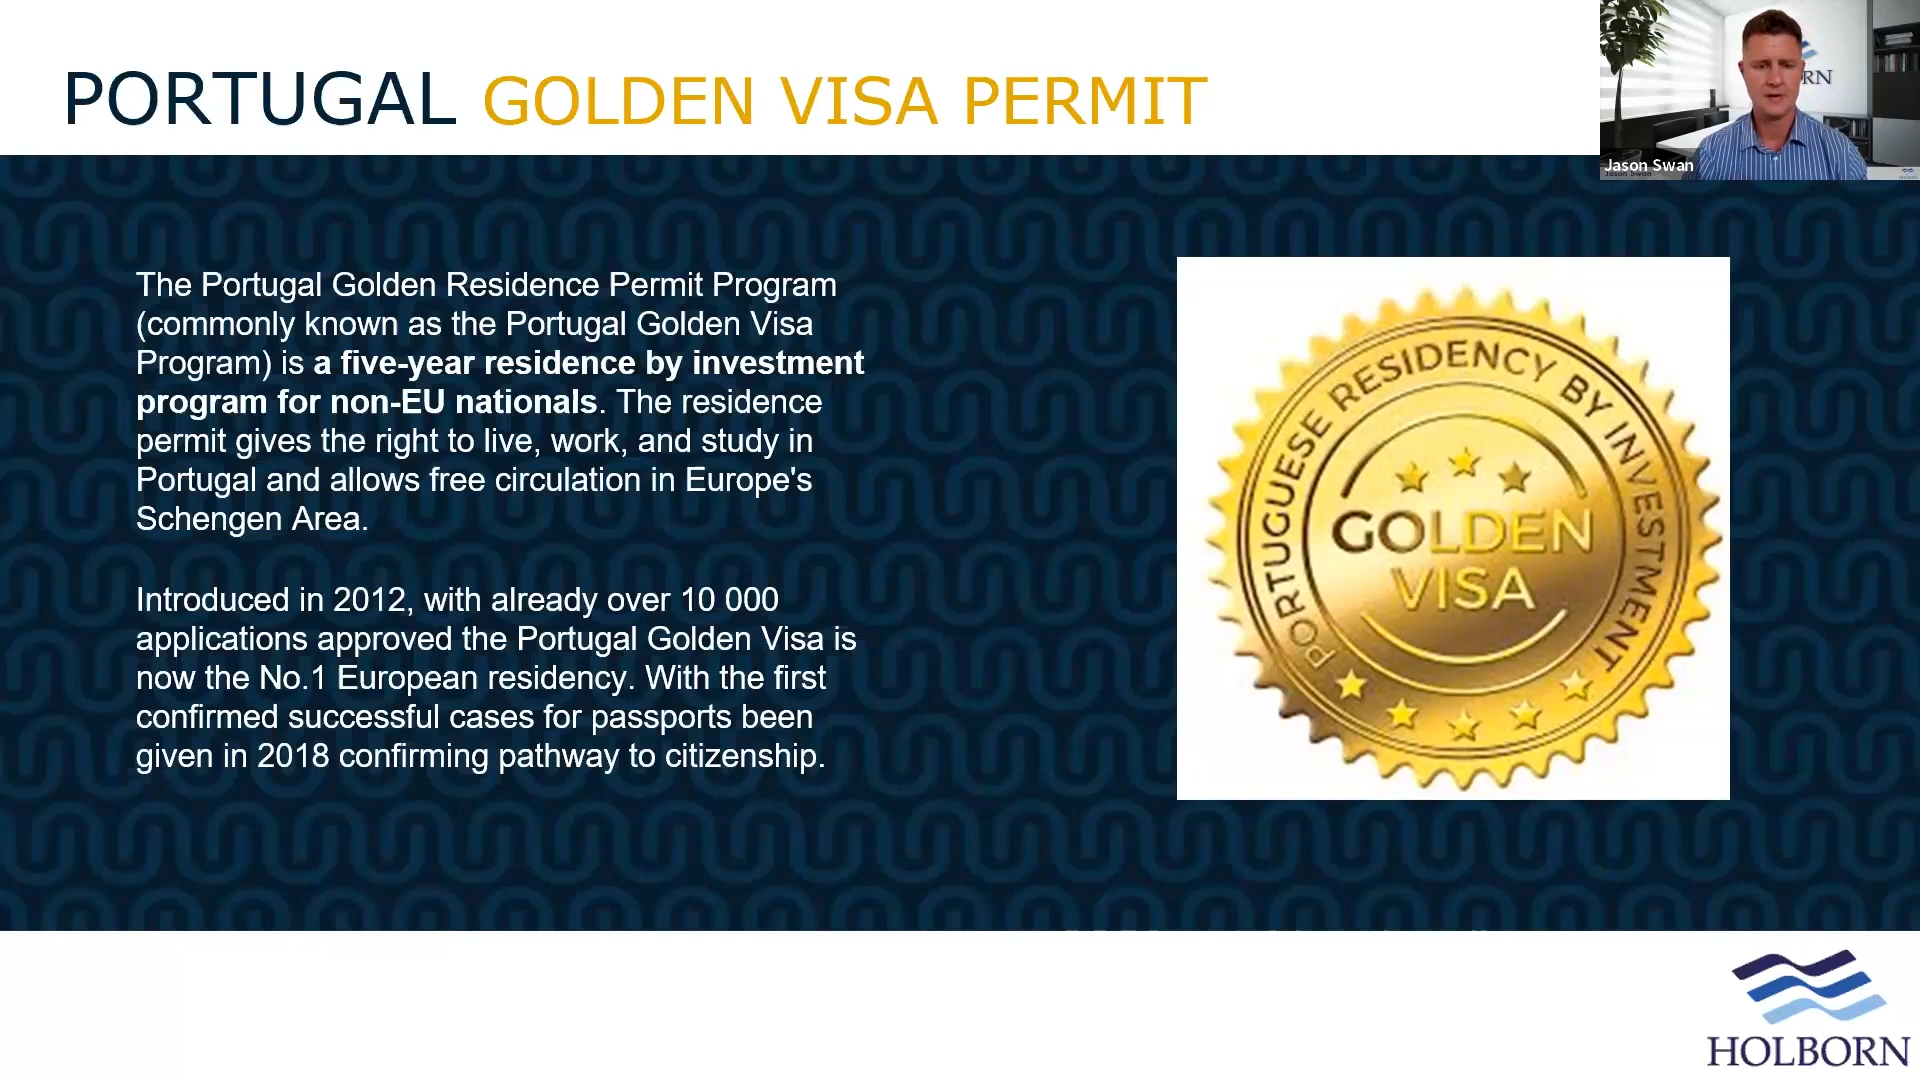 PORTUGAL GOLDEN VISA PERMIT
RN
Jason Swan
Jason Swan
The Portugal Golden Residence Permit Program
(commonly known as the Portugal Golden Visa
Program) is a five-year residence by investment
program for non-EU nationals. The residence
permit gives the right to live, work, and study in
Portugal and allows free circulation in Europe's
Schengen Area.
Introduced in 2012, with already over 10 000
applications approved the Portugal Golden Visa is
now the No.1 European residency. With the first
confirmed successful cases for passports been
given in 2018 confirming pathway to citizenship.
PORTUGUESE RESIDENCY BY INVESTMENT
GOLDEN
VISA
HOLBORN